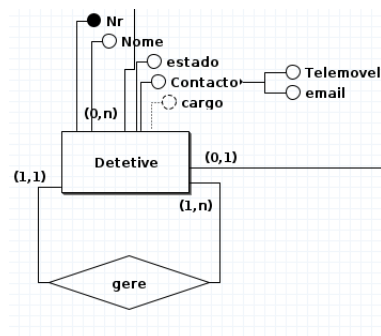 Nr
Nome
estado
Contacto
Telemovel
email
cargo
(0,n)
Detetive
(0,1)
(1,1)
(1,n)
gere